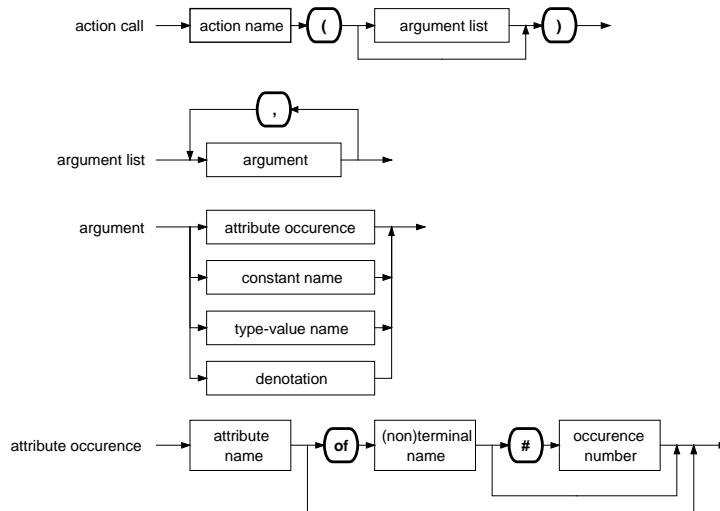 action call action name ( argument list )
,
argument list argument
argument attribute occurence
constant name
type-value name
denotation
attribute occurence attribute name of (non)terminal name # occurence number